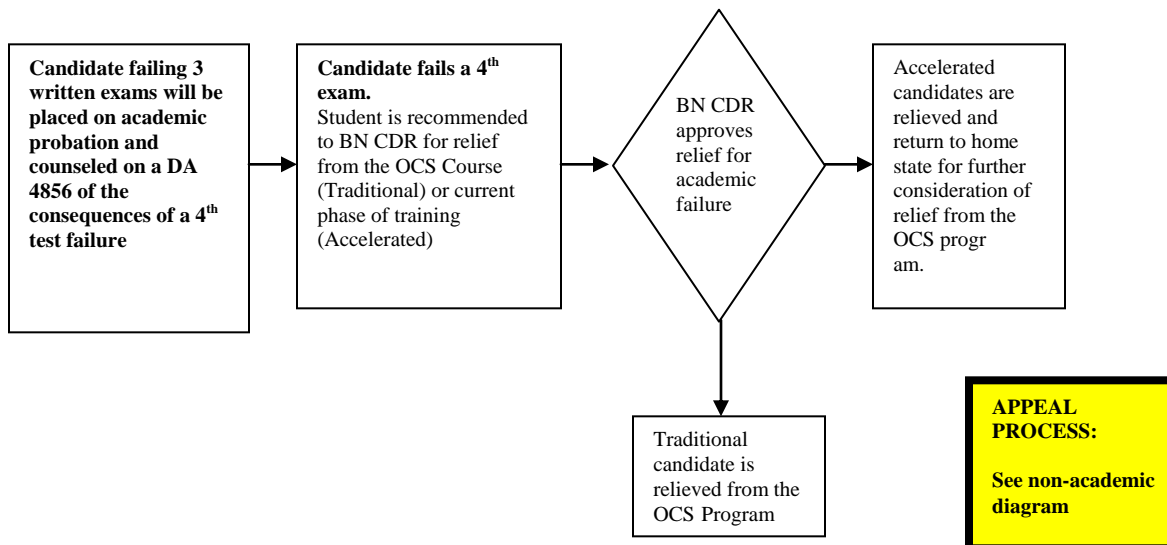 Candidate failing 3
written exams will be
placed on academic
probation and
counseled on a DA
4856 of the
consequences of a 4th
test failure
Candidate fails a 4th
exam.
Student is recommended
to BN CDR for relief
from the OCS Course
(Traditional) or current
phase of training
(Accelerated)
BN CDR
approves
relief for
academic
failure
Accelerated
candidates are
relieved and
return to home
state for further
consideration of
relief from the
OCS progr
am.
Traditional
candidate is
relieved from the
OCS Program
APPEAL
PROCESS:
See non-academic
diagram